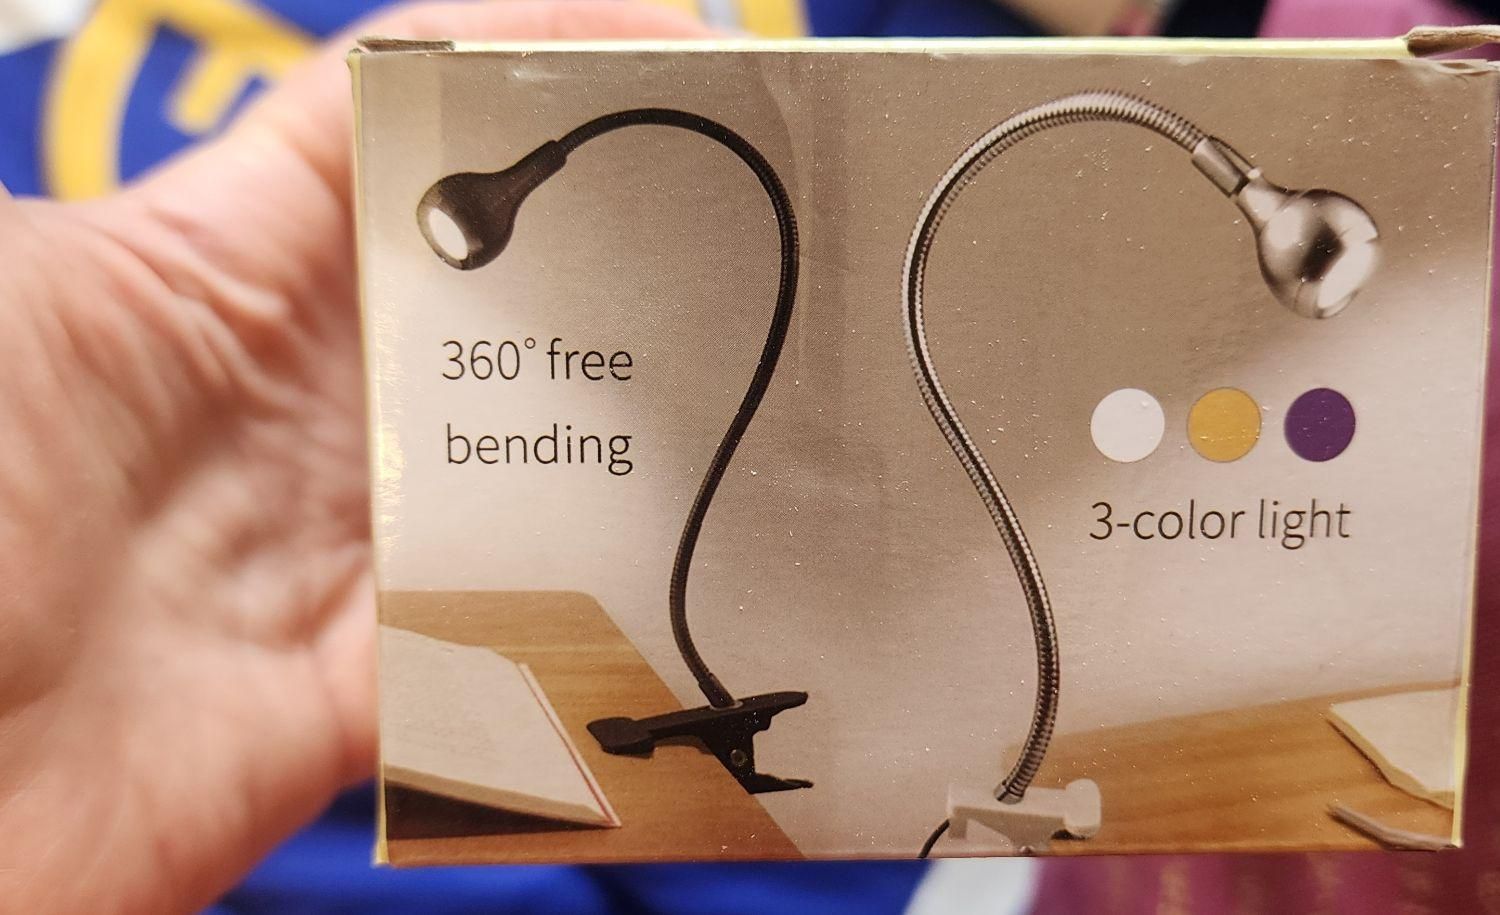 360° free
bending
3-color light